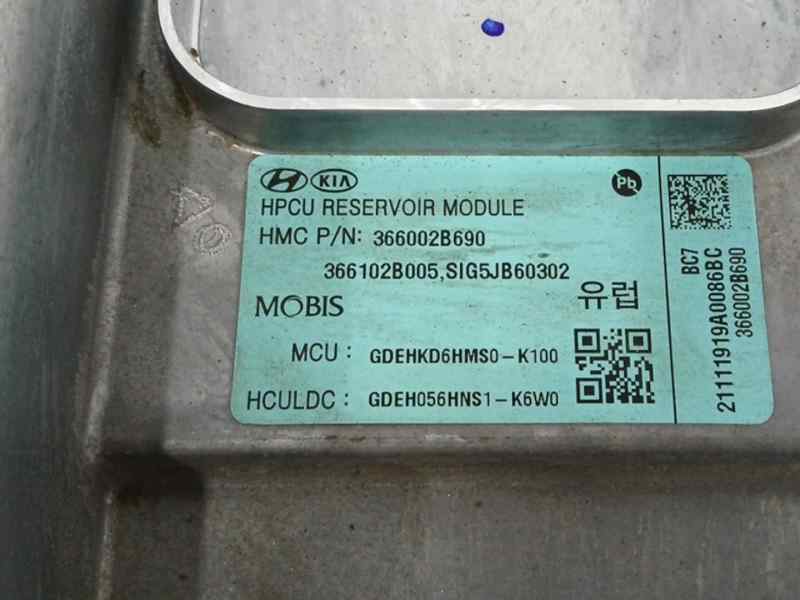 KIA
Pb
HPCU RESERVOIR MODULE
HMC P/N: 366002B690
366102B005,SIG5JB60302
MOBIS
유럽
MCU : GDEHKD6HMS0-K100
HCULDC : GDEH056HNS1-K6W0
BC7
21111919A0086BC
366002B690